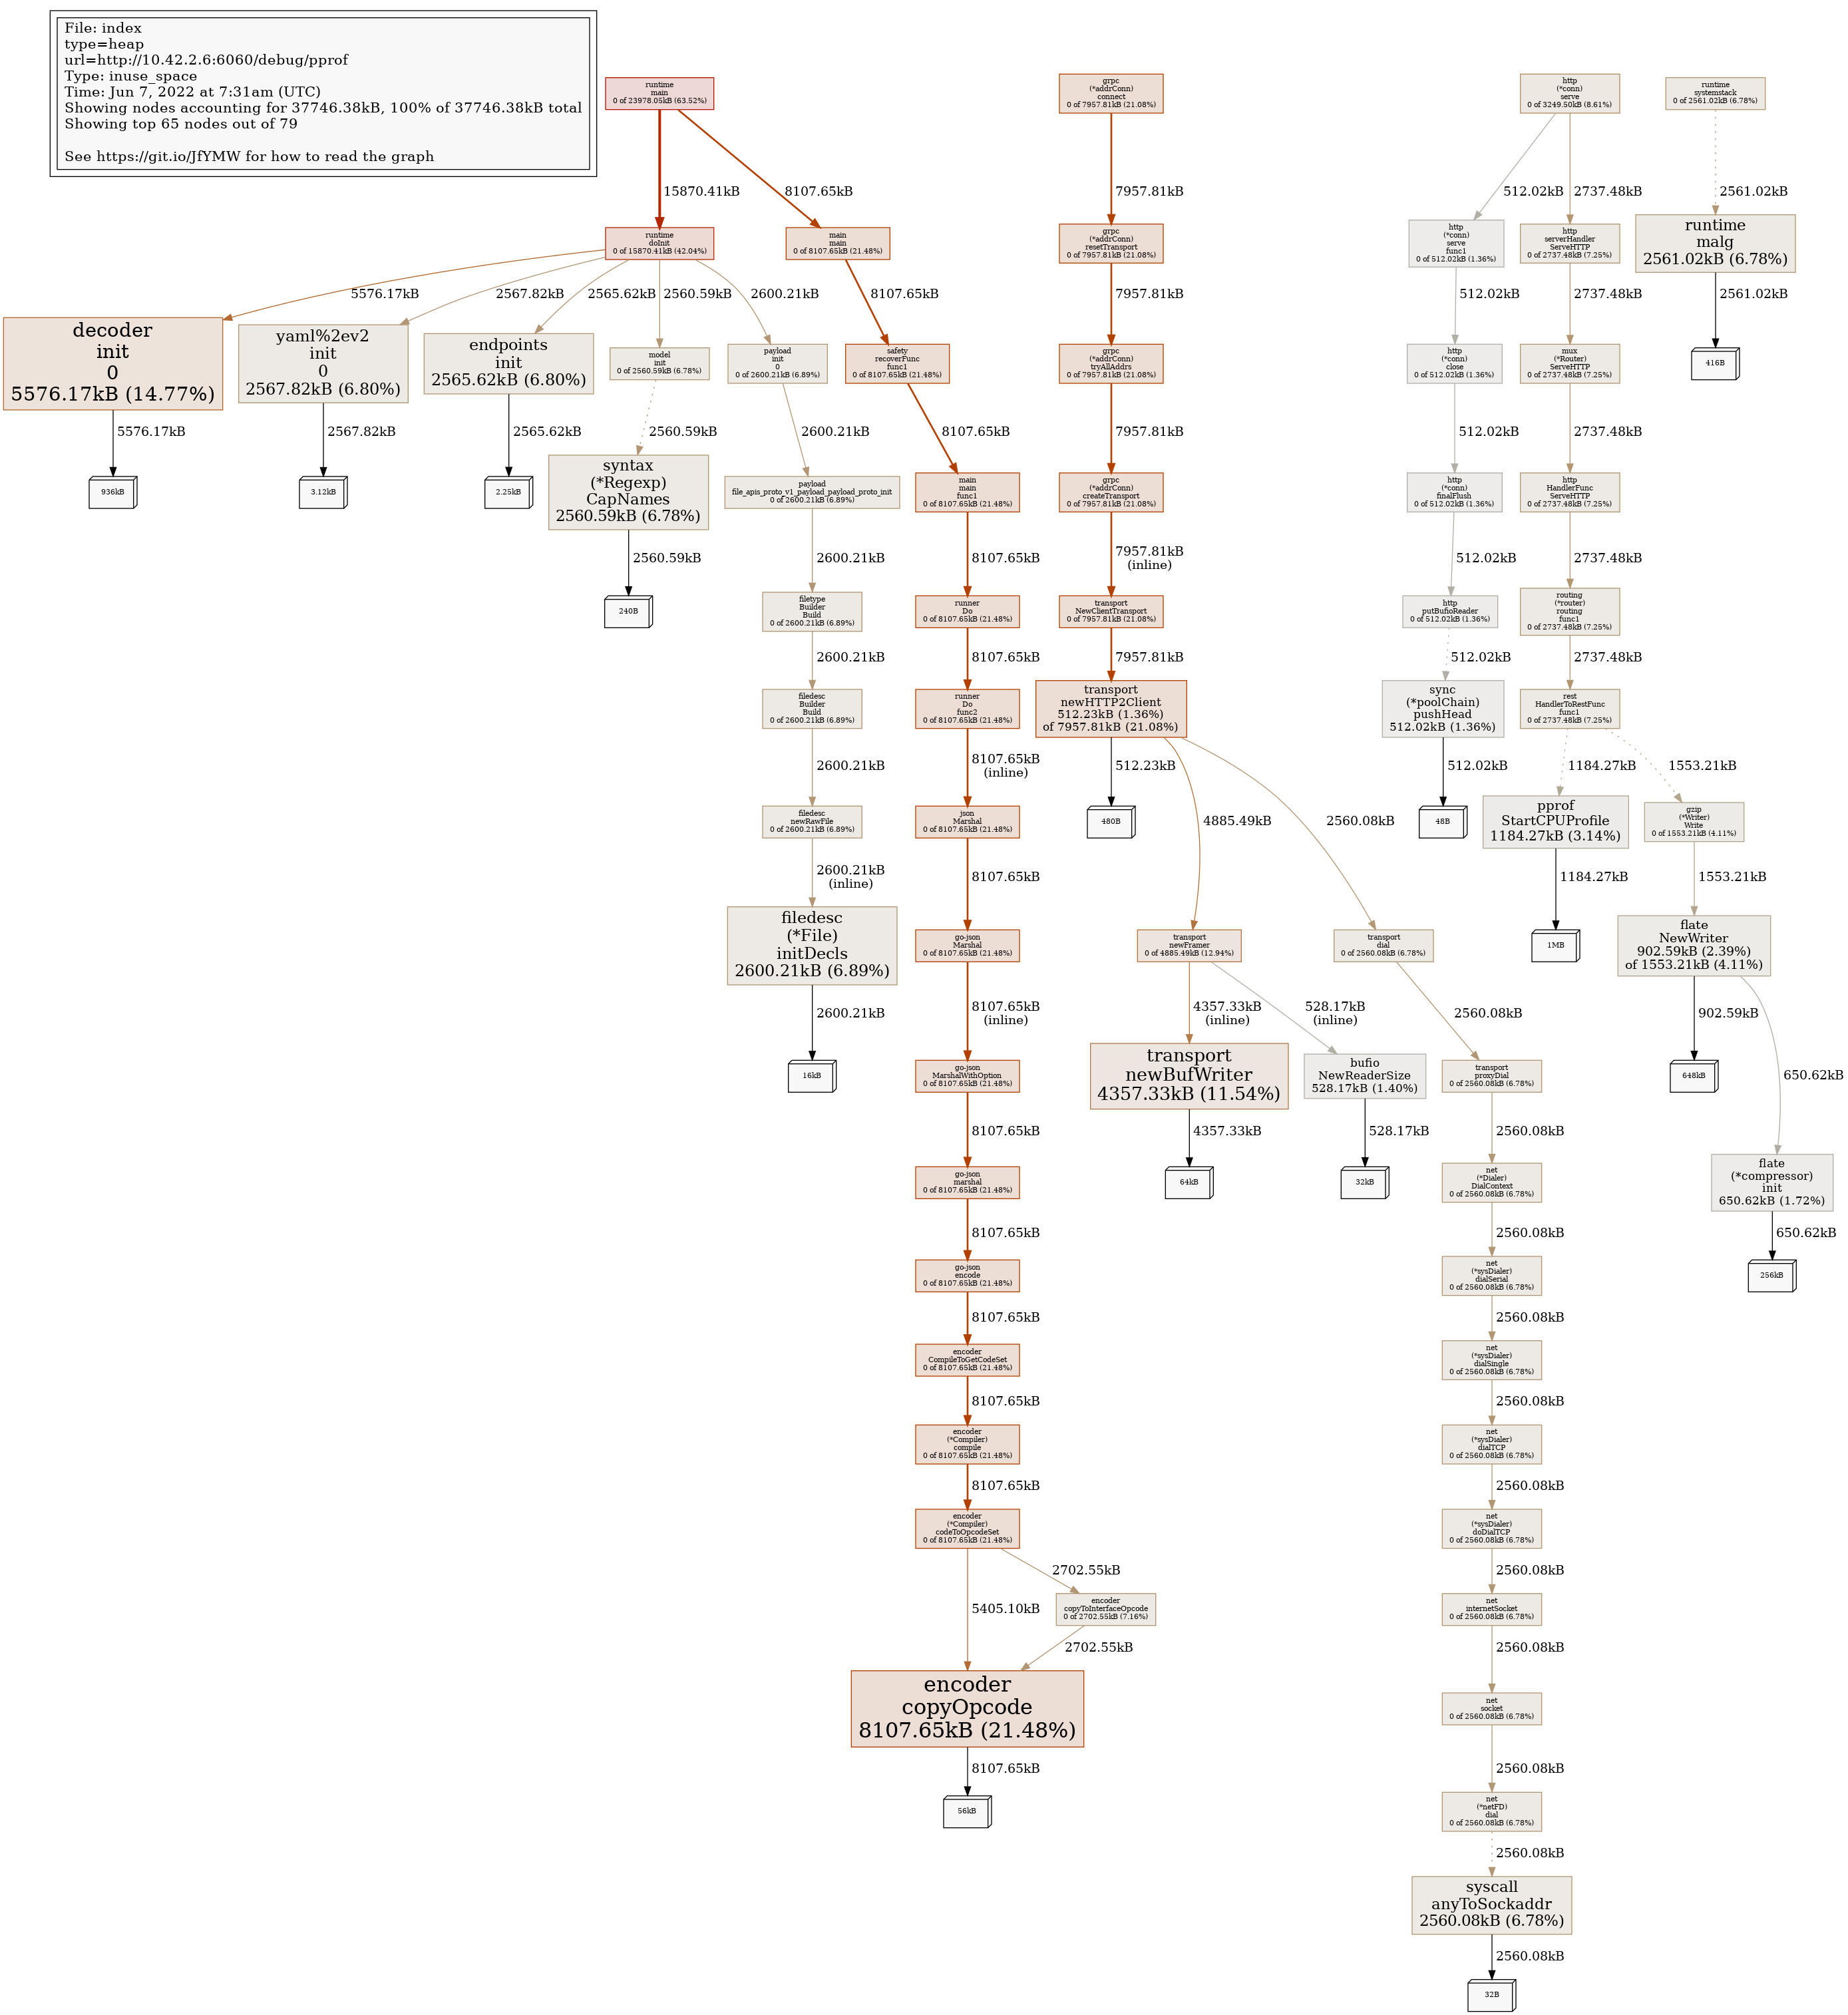 File: index
type=heap
url=http://10.42.2.6:6060/debug/pprof
Type: inuse_space
Time: Jun 7, 2022 at 7:31am (UTC)
Showing nodes accounting for 37746.38kB, 100% of 37746.38kB total
Showing top 65 nodes out of 79
See https://git.io/JfYMW for how to read the graph
runtime
main
0 of 23978.05kB (63.52%)
15870.41kB
8107.65kB
runtime
doInit
0 of 15870.41kB (42.04%)
main
main
0 of 8107.65kB (21.48%)
5576.17kB
2567.82kB
2565.62kB
2560.59kB
2600.21kB
8107.65kB
decoder
init
0
5576.17kB (14.77%)
5576.17kB
936kB
yaml%2ev2
init
0
2567.82kB (6.80%)
2567.82kB
3.12kB
endpoints
init
2565.62kB (6.80%)
2565.62kB
2.25kB
model
init
0 of 2560.59kB (6.78%)
2560.59kB
syntax
(*Regexp)
CapNames
2560.59kB (6.78%)
2560.59kB
240B
payload
init
0
0 of 2600.21kB (6.89%)
2600.21kB
payload
file_apis_proto_v1_payload_payload_proto_init
0 of 2600.21kB (6.89%)
2600.21kB
filetype
Builder
Build
0 of 2600.21kB (6.89%)
2600.21kB
filedesc
Builder
Build
0 of 2600.21kB (6.89%)
2600.21kB
filedesc
newRawFile
0 of 2600.21kB (6.89%)
2600.21kB
(inline)
filedesc
(*File)
initDecls
2600.21kB (6.89%)
2600.21kB
16kB
safety
recoverFunc
func1
0 of 8107.65kB (21.48%)
8107.65kB
main
main
func1
0 of 8107.65kB (21.48%)
8107.65kB
runner
Do
0 of 8107.65kB (21.48%)
8107.65kB
runner
Do
func2
0 of 8107.65kB (21.48%)
8107.65kB
(inline)
json
Marshal
0 of 8107.65kB (21.48%)
8107.65kB
go-json
Marshal
0 of 8107.65kB (21.48%)
8107.65kB
(inline)
go-json
MarshalWithOption
0 of 8107.65kB (21.48%)
8107.65kB
go-json
marshal
0 of 8107.65kB (21.48%)
8107.65kB
go-json
encode
0 of 8107.65kB (21.48%)
8107.65kB
encoder
CompileToGetCodeSet
0 of 8107.65kB (21.48%)
8107.65kB
encoder
(*Compiler)
compile
0 of 8107.65kB (21.48%)
8107.65kB
encoder
(*Compiler)
codeToOpcodeSet
0 of 8107.65kB (21.48%)
2702.55kB
5405.10kB
encoder
copyToInterfaceOpcode
0 of 2702.55kB (7.16%)
2702.55kB
encoder
copyOpcode
8107.65kB (21.48%)
8107.65kB
56kB
grpc
(*addrConn)
connect
0 of 7957.81kB (21.08%)
7957.81kB
grpc
(*addrConn)
resetTransport
0 of 7957.81kB (21.08%)
7957.81kB
grpc
(*addrConn)
tryAllAddrs
0 of 7957.81kB (21.08%)
7957.81kB
grpc
(*addrConn)
createTransport
0 of 7957.81kB (21.08%)
7957.81kB
(inline)
transport
NewClientTransport
0 of 7957.81kB (21.08%)
7957.81kB
transport
newHTTP2Client
512.23kB (1.36%)
of 7957.81kB (21.08%)
512.23kB
480B
4885.49kB
2560.08kB
transport
newFramer
0 of 4885.49kB (12.94%)
4357.33kB
(inline)
528.17kB
(inline)
transport
newBufWriter
4357.33kB (11.54%)
4357.33kB
64kB
bufio
NewReaderSize
528.17kB (1.40%)
528.17kB
32kB
transport
dial
0 of 2560.08kB (6.78%)
2560.08kB
transport
proxyDial
0 of 2560.08kB (6.78%)
2560.08kB
net
(*Dialer)
DialContext
0 of 2560.08kB (6.78%)
2560.08kB
net
(*sysDialer)
dialSerial
0 of 2560.08kB (6.78%)
2560.08kB
net
(*sysDialer)
dialSingle
0 of 2560.08kB (6.78%)
2560.08kB
net
(*sysDialer)
dialTCP
0 of 2560.08kB (6.78%)
2560.08kB
net
(*sysDialer)
doDialTCP
0 of 2560.08kB (6.78%)
2560.08kB
net
internetSocket
0 of 2560.08kB (6.78%)
2560.08kB
net
socket
0 of 2560.08kB (6.78%)
2560.08kB
net
(*netFD)
dial
0 of 2560.08kB (6.78%)
2560.08kB
syscall
anyToSockaddr
2560.08kB (6.78%)
2560.08kB
32B
http
(*conn)
serve
0 of 3249.50kB (8.61%)
512.02kB
2737.48kB
http
(*conn)
serve
func1
0 of 512.02kB (1.36%)
512.02kB
http
(*conn)
close
0 of 512.02kB (1.36%)
512.02kB
http
(*conn)
finalFlush
0 of 512.02kB (1.36%)
512.02kB
http
putBufioReader
0 of 512.02kB (1.36%)
512.02kB
sync
(*poolChain)
pushHead
512.02kB (1.36%)
512.02kB
48B
http
serverHandler
ServeHTTP
0 of 2737.48kB (7.25%)
2737.48kB
mux
(*Router)
ServeHTTP
0 of 2737.48kB (7.25%)
2737.48kB
http
HandlerFunc
ServeHTTP
0 of 2737.48kB (7.25%)
2737.48kB
routing
(*router)
routing
func1
0 of 2737.48kB (7.25%)
2737.48kB
rest
HandlerToRestFunc
func1
0 of 2737.48kB (7.25%)
1184.27kB
1553.21kB
pprof
StartCPUProfile
1184.27kB (3.14%)
1184.27kB
1MB
gzip
(*Writer)
Write
0 of 1553.21kB (4.11%)
1553.21kB
flate
NewWriter
902.59kB (2.39%)
of 1553.21kB (4.11%)
902.59kB
648kB
650.62kB
flate
(*compressor)
init
650.62kB (1.72%)
650.62kB
256kB
runtime
systemstack
0 of 2561.02kB (6.78%)
2561.02kB
runtime
malg
2561.02kB (6.78%)
2561.02kB
416B